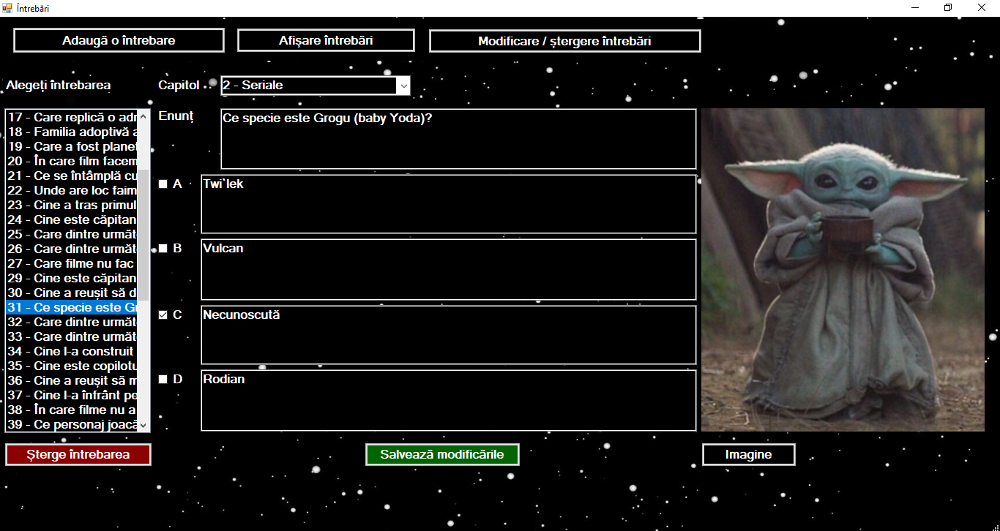 Întrebări
Adaugă o întrebare
Afișare întrebări
Modificare / ștergere întrebări
Alegeți întrebarea
Capitol
2 - Seriale
17 - Care replică o adr
18 - Familia adoptivă a
19 - Care a fost planet
20 - În care film facem
21 - Ce se întâmplă cu
22 - Unde are loc faim
23 - Cine a tras primul
24 - Cine este căpitan
25 - Care dintre următ
26 - Care dintre următ
27 - Care filme nu fac
29 - Cine este căpitan
30 - Cine a reușit să d
31 - Ce specie este Gr
32 - Care dintre următ
33 - Care dintre următ
34 - Cine l-a construit
35 - Cine este copilotu
36 - Cine a reușit să m
37 - Cine l-a înfrânt pe
38 - În care filme nu a
39 - Ce personaj joacă
Enunț
Ce specie este Grogu (baby Yoda)?
A
Twi`lek
B
Vulcan
C
Necunoscută
D
Rodian
Șterge întrebarea
Salvează modificările
Imagine